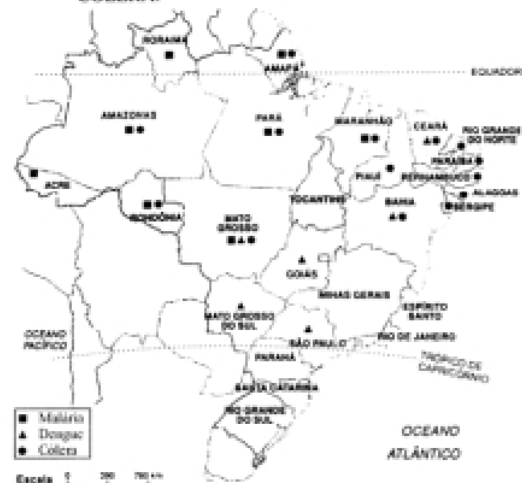 RORAIMA
AMAPÁ
EQUADOR
AMAZONAS
PARÁ
MARANHÃO
CEARÁ
RIO GRANDE
DO NORTE
PARAÍBA
PERNAMBUCO
PIAUÍ
ALAGOAS
SERGIPE
ACRE
RONDÔNIA
TOCANTINS
BAHIA
MATO
GROSSO
GOIÁS
MINAS GERAIS
ESPÍRITO
SANTO
MATO GROSSO
DO SUL
OCEANO
PACÍFICO
SÃO PAULO
RIO DE JANEIRO
PARANÁ
TRÓPICO DE
CAPRICÓRNIO
SANTA CATARINA
RIO GRANDE
DO SUL
Malária
Dengue
Cólera
OCEANO
ATLÂNTICO
Escala 0